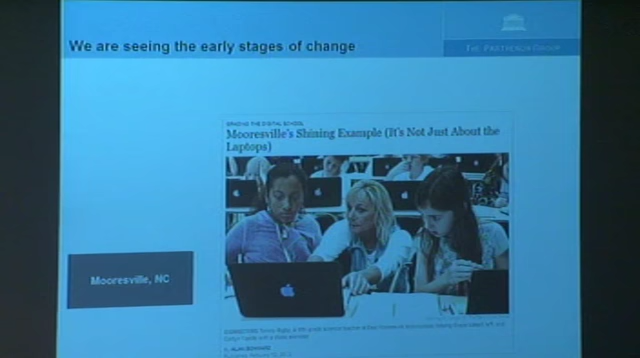 We are seeing the early stages of change
THE PARTHENON GROUP
GRADING THE DIGITAL SCHOOL
Mooresville's Shining Example (It's Not Just About the
Laptops)
Mooresville, NC